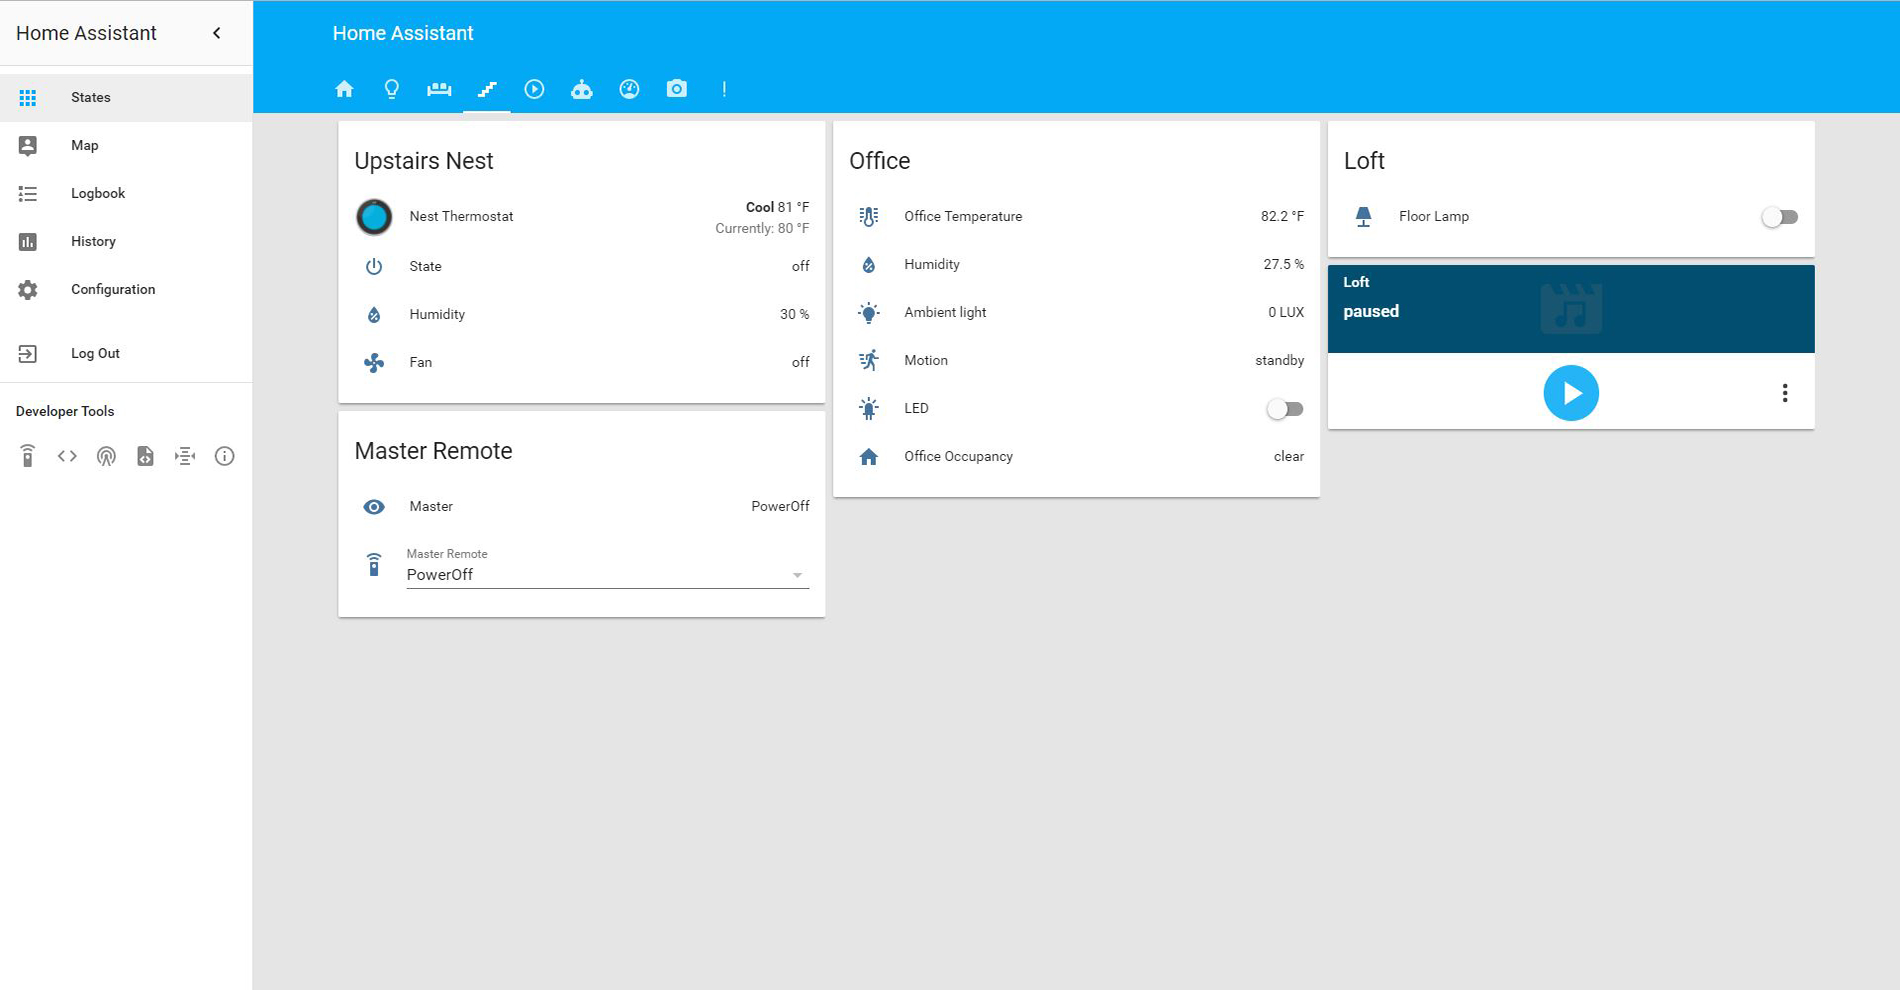 Home Assistant
States
Map
Logbook
History
Configuration
Log Out
Developer Tools
Home Assistant
Upstairs Nest
Nest Thermostat
Cool 81 °F
Currently: 80 °F
State off
Humidity 30 %
Fan off
Master Remote
Master PowerOff
Master Remote
PowerOff
Office
Office Temperature 82.2 °F
Humidity 27.5 %
Ambient light 0 LUX
Motion standby
LED
Office Occupancy clear
Loft
Floor Lamp
Loft
paused